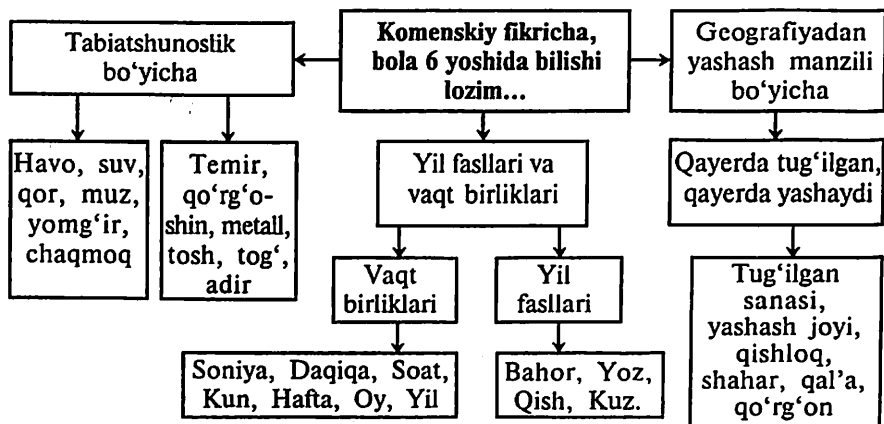 Komenskiy fikricha,
bola 6 yoshida bilishi
lozim...
Tabiatshunoslik
bo‘yicha
Havo, suv,
qor, muz,
yomg‘ir,
chaqmoq
Temir,
qo‘rg‘o-
shin, metall,
tosh, tog‘,
adir
Yil fasllari va
vaqt birliklari
Vaqt
birliklari
Soniya, Daqiqa, Soat,
Kun, Hafta, Oy, Yil
Yil
fasllari
Bahor, Yoz,
Qish, Kuz.
Geografiyadan
yashash manzili
bo‘yicha
Qayerda tug‘ilgan,
qayerda yashaydi
Tug‘ilgan
sanasi,
yashash joyi,
qishloq,
shahar, qal’a,
qo‘rg‘on